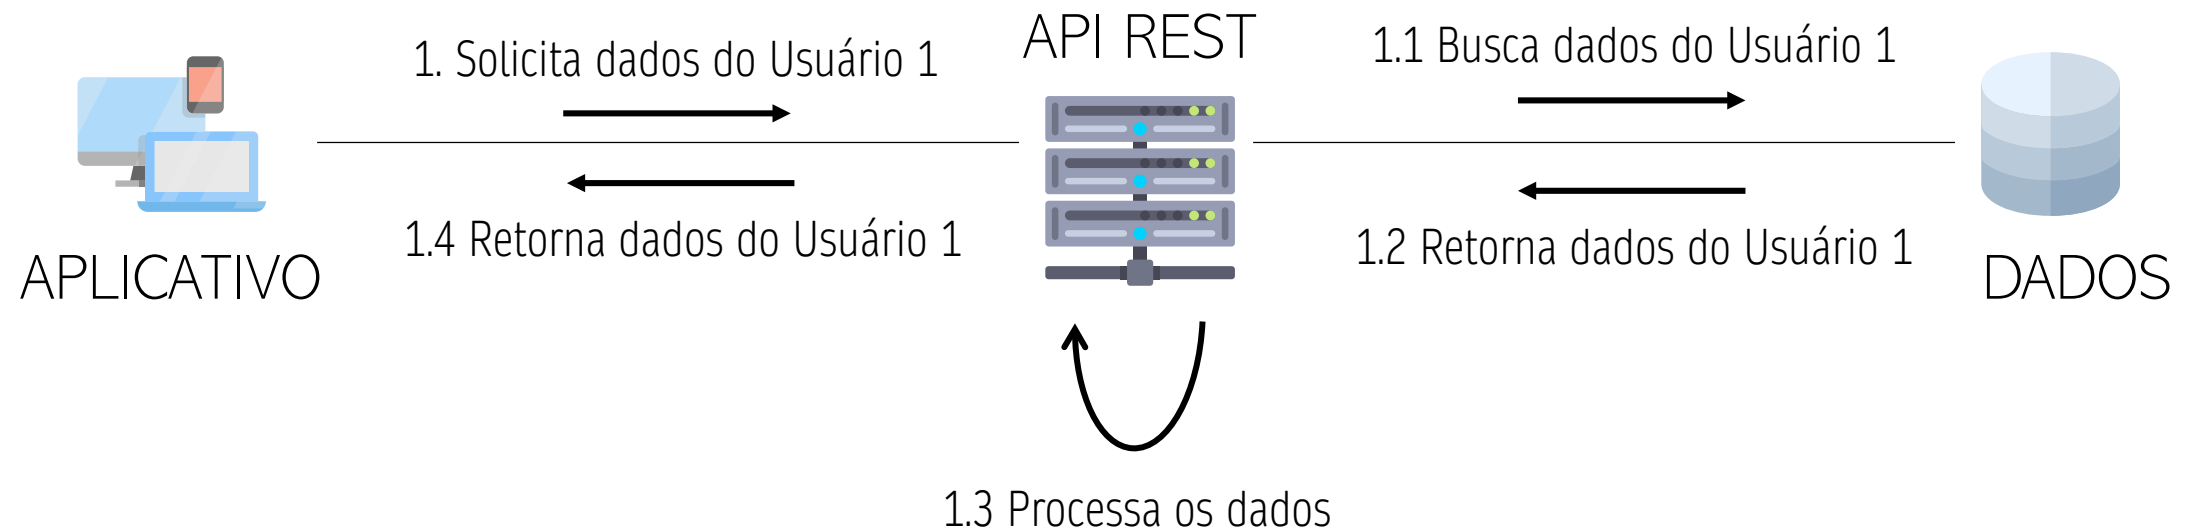 API REST
1. Solicita dados do Usuário 1
1.1 Busca dados do Usuário 1
1.4 Retorna dados do Usuário 1
1.2 Retorna dados do Usuário 1
APLICATIVO
DADOS
1.3 Processa os dados